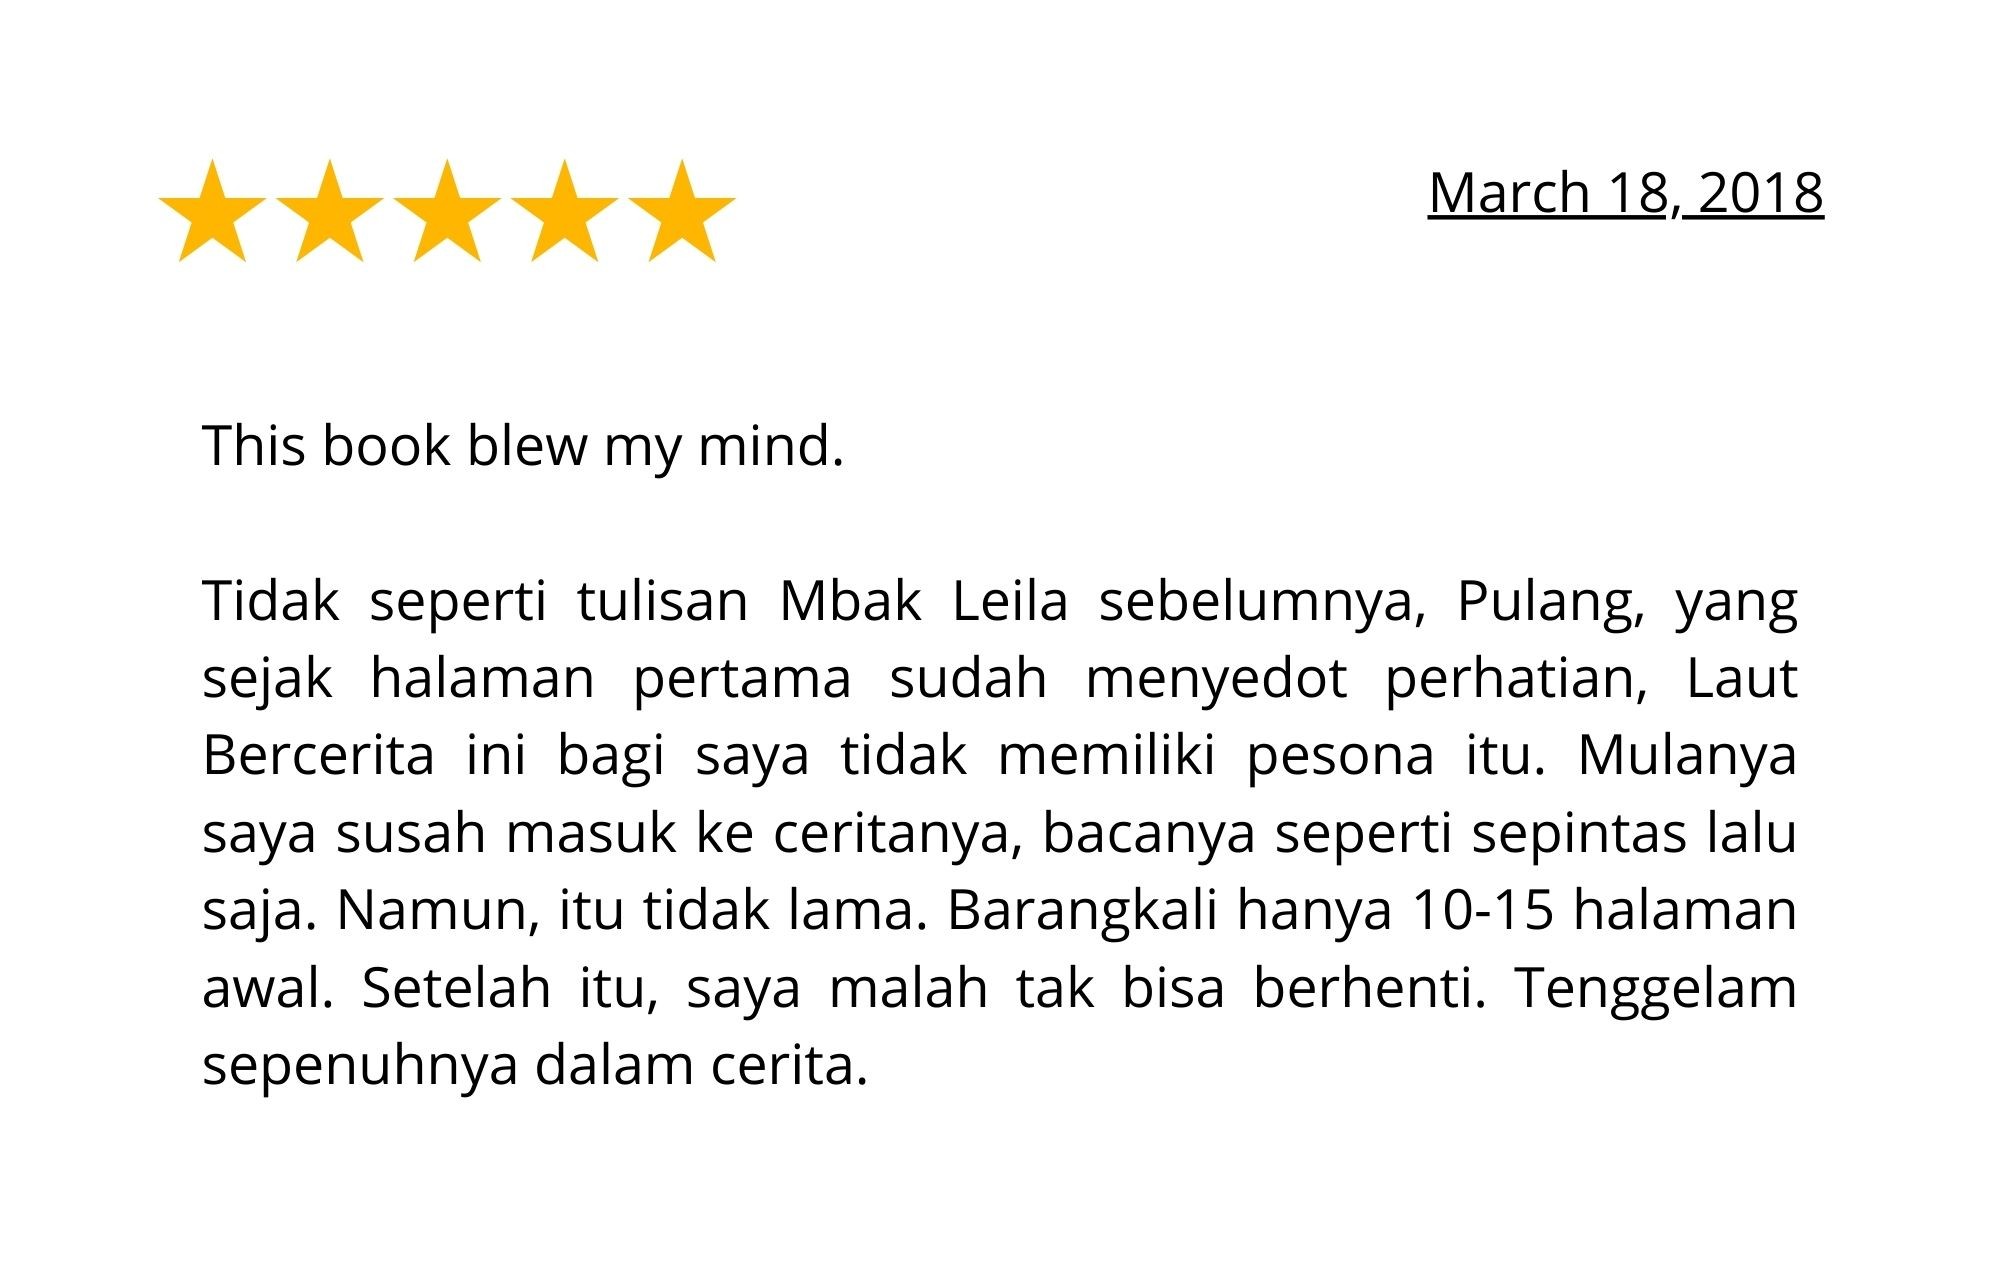 March 18, 2018
This book blew my mind.
Tidak seperti tulisan Mbak Leila sebelumnya, Pulang, yang
sejak halaman pertama sudah menyedot perhatian, Laut
Bercerita ini bagi saya tidak memiliki pesona itu. Mulanya
saya susah masuk ke ceritanya, bacanya seperti sepintas lalu
saja. Namun, itu tidak lama. Barangkali hanya 10-15 halaman
awal. Setelah itu, saya malah tak bisa berhenti. Tenggelam
sepenuhnya dalam cerita.